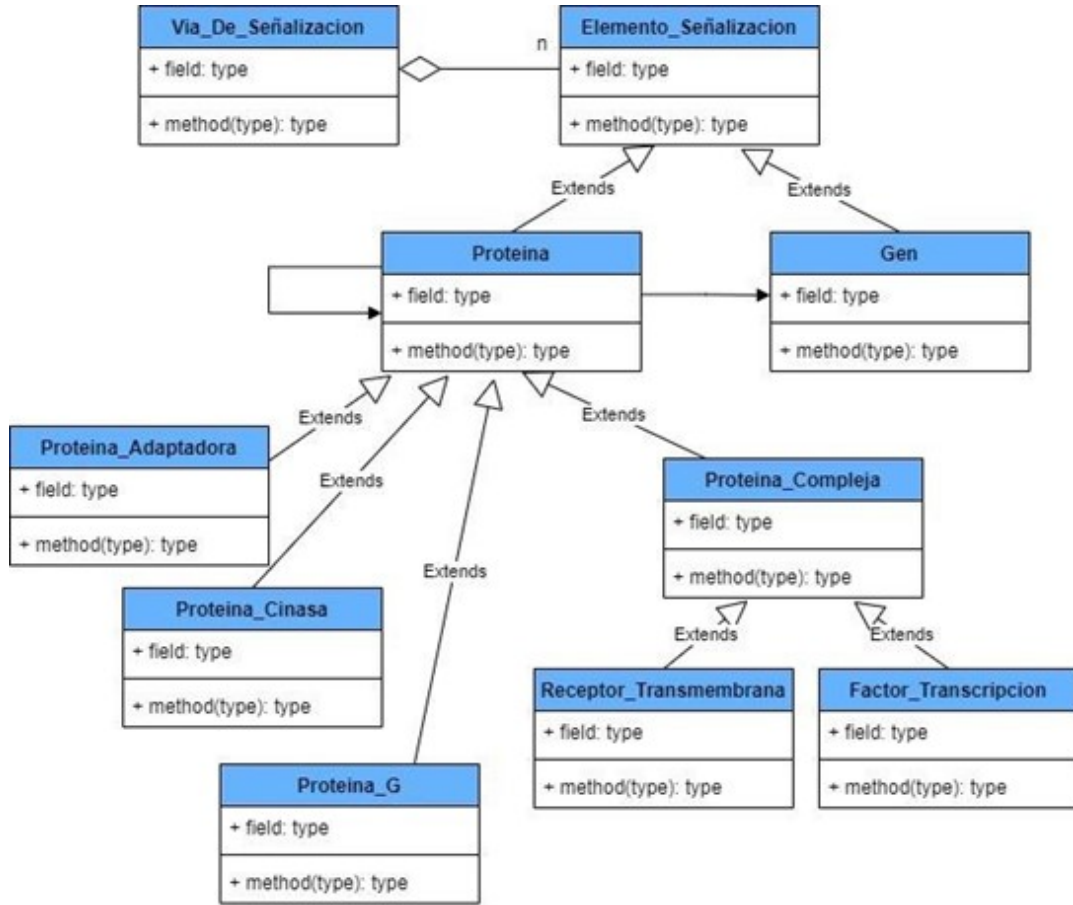 Via_De_Señalizacion
+ field: type
+ method(type): type
n
Elemento_Señalizacion
+ field: type
+ method(type): type
Extends
Extends
Proteina
+ field: type
+ method(type): type
Gen
+ field: type
+ method(type): type
Extends
Extends
Extends
Extends
Proteina_Adaptadora
+ field: type
+ method(type): type
Proteina_Compleja
+ field: type
+ method(type): type
Proteina_Cinasa
+ field: type
+ method(type): type
Extends
Extends
Receptor_Transmembrana
+ field: type
+ method(type): type
Factor_Transcripcion
+ field: type
+ method(type): type
Proteina_G
+ field: type
+ method(type): type